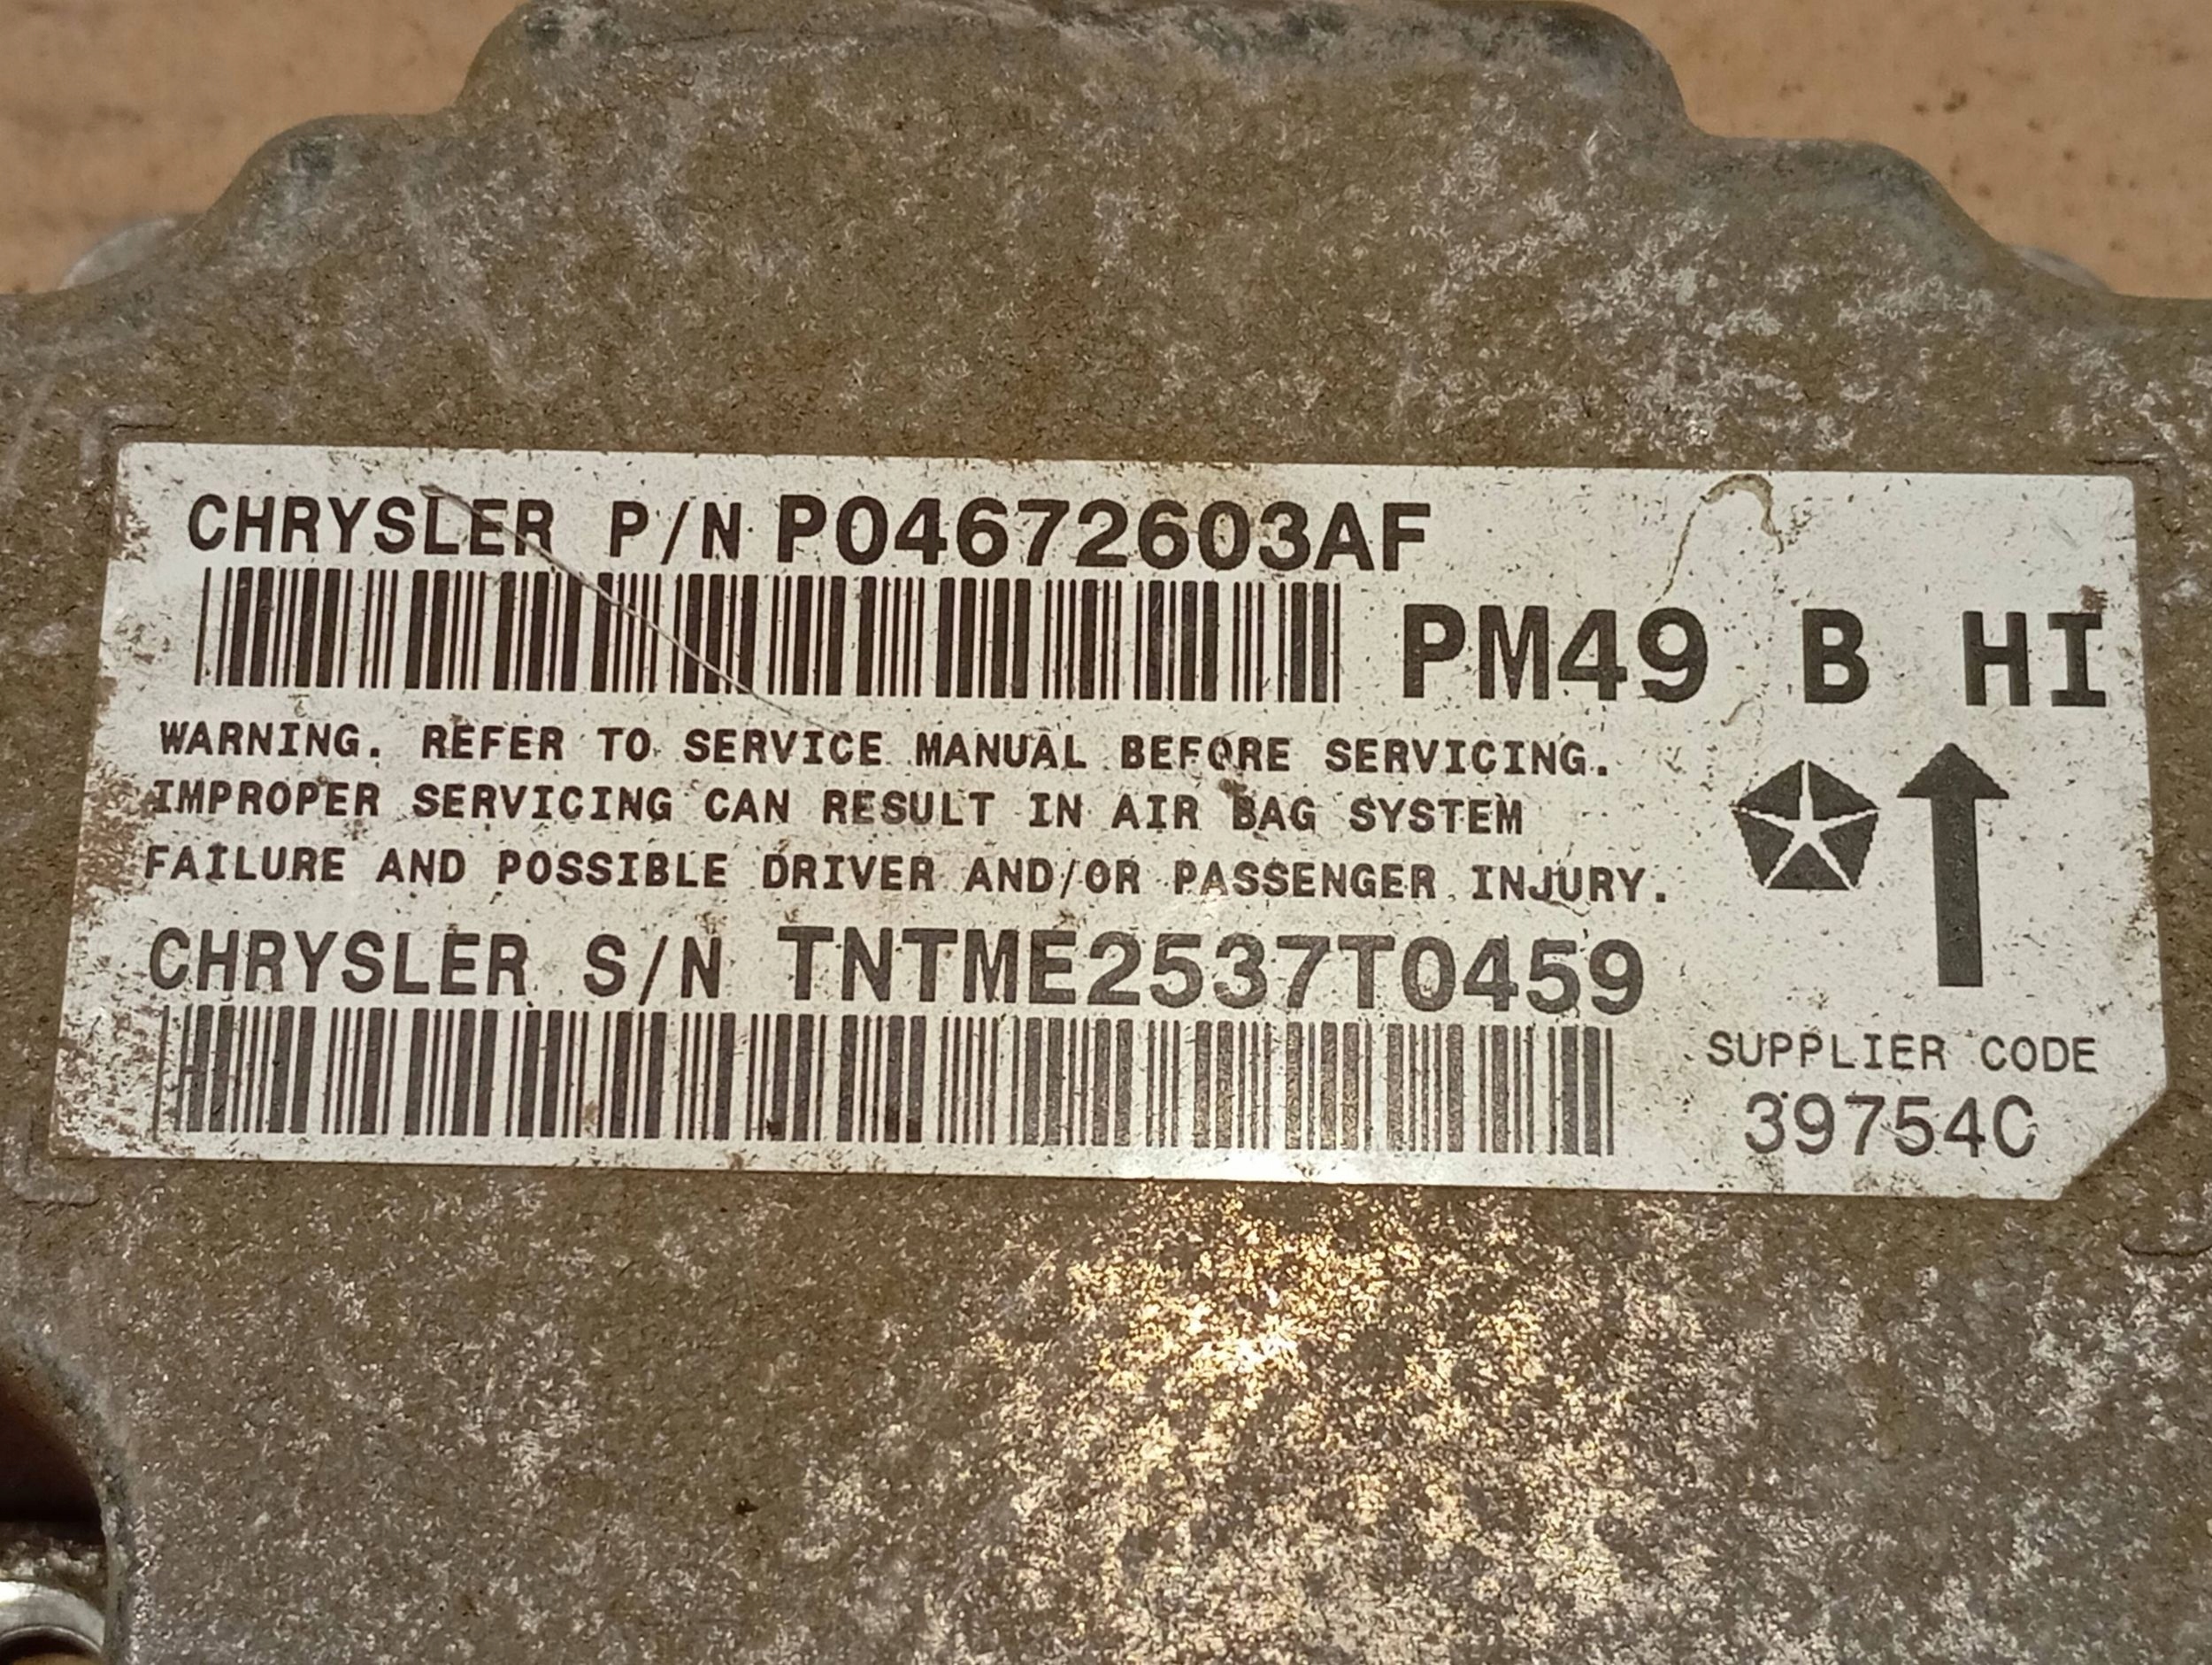 CHRYSLER P/N P04672603AF
PM49 B HI
WARNING. REFER TO SERVICE MANUAL BEFORE SERVICING.
IMPROPER SERVICING CAN RESULT IN AIR BAG SYSTEM
FAILURE AND POSSIBLE DRIVER AND/OR PASSENGER INJURY.
CHRYSLER S/N TNTME2537T0459
SUPPLIER CODE
39754C